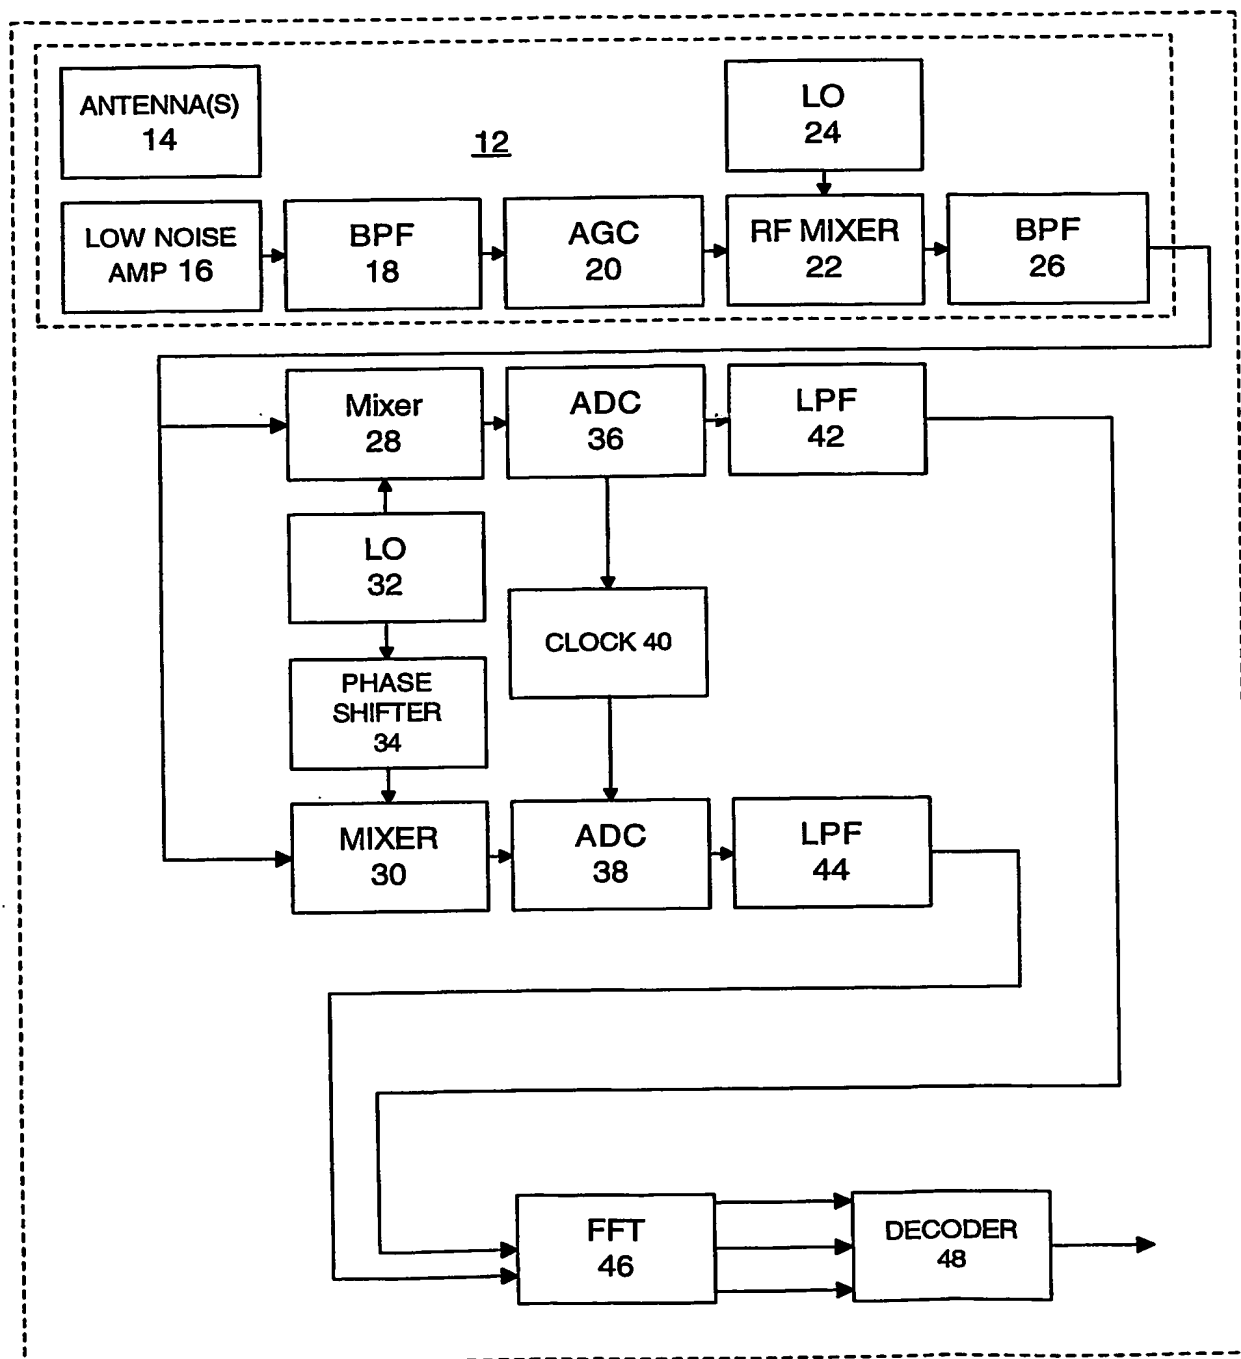 ANTENNA(S)
14
12
LO
24
LOW NOISE
AMP 16
BPF
18
AGC
20
RF MIXER
22
BPF
26
Mixer
28
ADC
36
LPF
42
LO
32
CLOCK 40
PHASE
SHIFTER
34
MIXER
30
ADC
38
LPF
44
FFT
46
DECODER
48